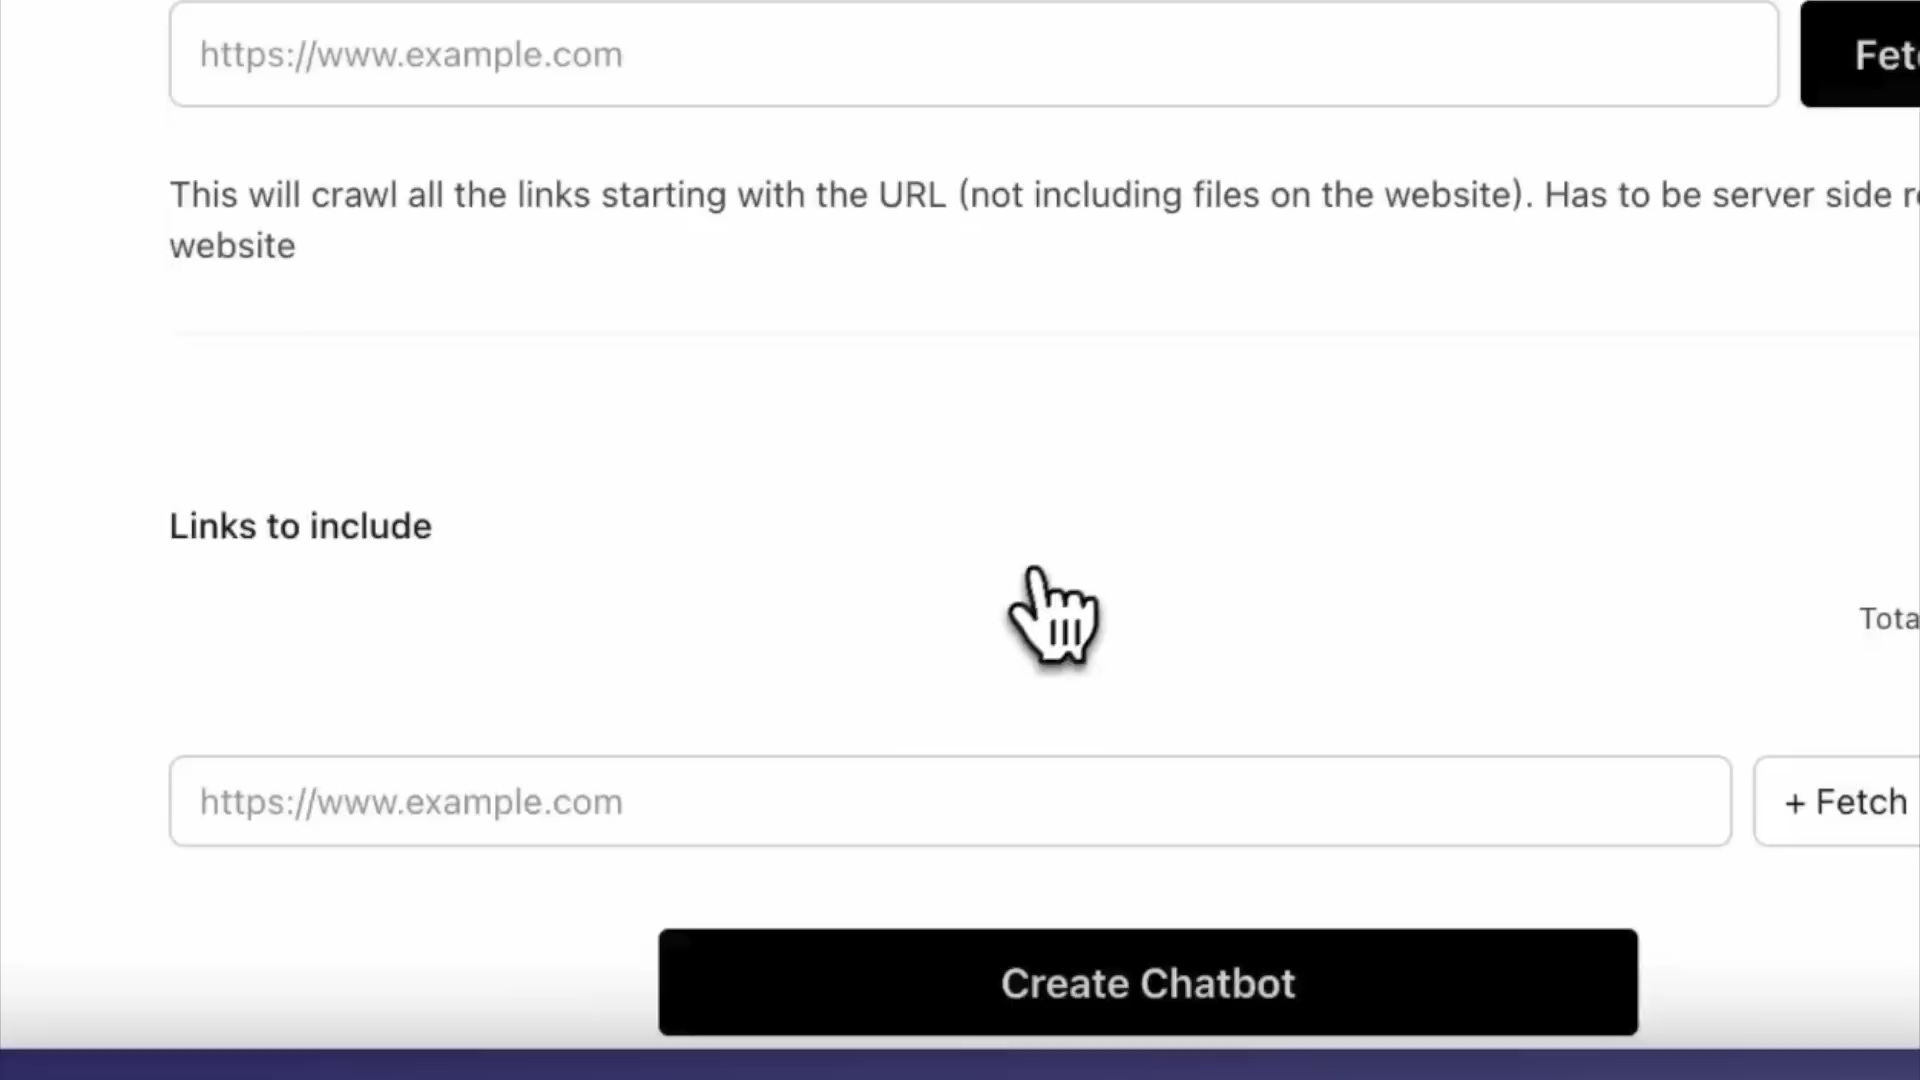 https://www.example.com
This will crawl all the links starting with the URL (not including files on the website). Has to be server side
website
Links to include
https://www.example.com
+ Fetch
Create Chatbot